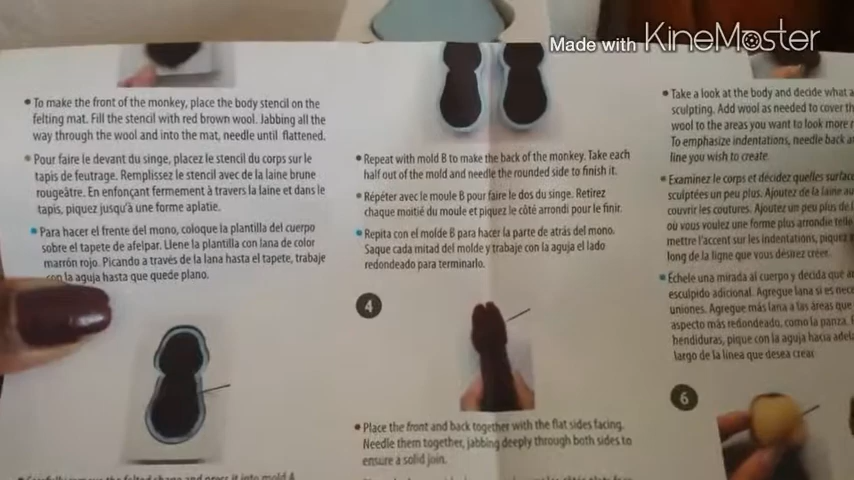 Made with KINEMASTER
• To make the front of the monkey, place the body stencil on the
felting mat. Fill the stencil with red brown wool. Jabbing all the
way through the wool and into the mat, needle until flattened.
• Pour faire le devant du singe, placez le stencil du corps sur le
tapis de feutrage. Remplissez le stencil avec de la laine brune
rougeâtre. En enfonçant fermement à travers la laine et dans le
tapis, piquez jusqu'à une forme aplatie.
• Para hacer el frente del mono, coloque la plantilla del cuerpo
sobre el tapete de afelpar. Llene la plantilla con lana de color
marrón rojo. Picando a través de la lana hasta el tapete, trabaje
con la aguja hasta que quede plano.
• Carefully remove the felted shape and press it into mold A
• Repeat with mold B to make the back of the monkey. Take each
half out of the mold and needle the rounded side to finish it.
• Répéter avec le moule B pour faire le dos du singe. Retirez
chaque moitié du moule et piquez le côté arrondi pour le finir.
• Repita con el molde B para hacer la parte de atrás del mono.
Saque cada mitad del molde y trabaje con la aguja el lado
redondeado para terminarlo.
4
• Place the front and back together with the flat sides facing.
Needle them together, jabbing deeply through both sides to
ensure a solid join.
• Take a look at the body and decide what a
sculpting. Add wool as needed to cover th
wool to the areas you want to look more r
To emphasize indentations, needle back a
line you wish to create.
• Examinez le corps et décidez quelles surfac
sculptées un peu plus. Ajoutez de la laine au
couvrir les coutures. Ajoutez un peu plus de l
où vous voulez une forme plus arrondie telle
mettre l'accent sur les indentations, piquez
long de la ligne que vous désirez créer.
• Échele una mirada al cuerpo y decida que a
esculpido adicional. Agregue lana si es nec
uniones. Agregue más lana a las áreas que
aspecto más redondeado, como la panza. 
hendiduras, pique con la aguja hacia adela
largo de la línea que desea crear
6